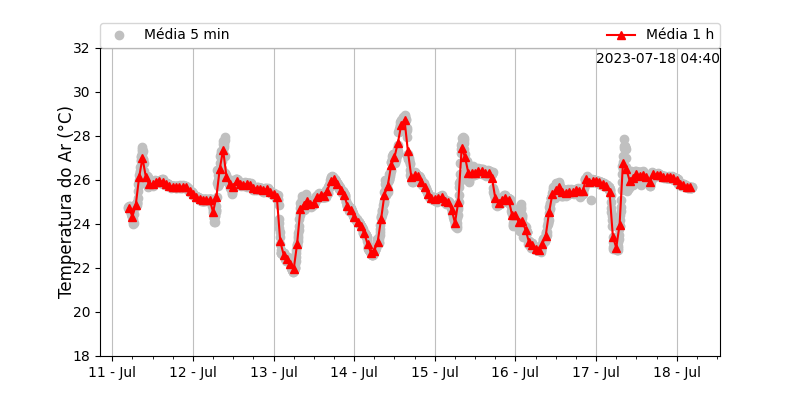 Média 5 min
Média 1 h
2023-07-18 04:40
Temperatura do Ar (°C)
32
30
28
26
24
22
20
18
11 - Jul
12 - Jul
13 - Jul
14 - Jul
15 - Jul
16 - Jul
17 - Jul
18 - Jul